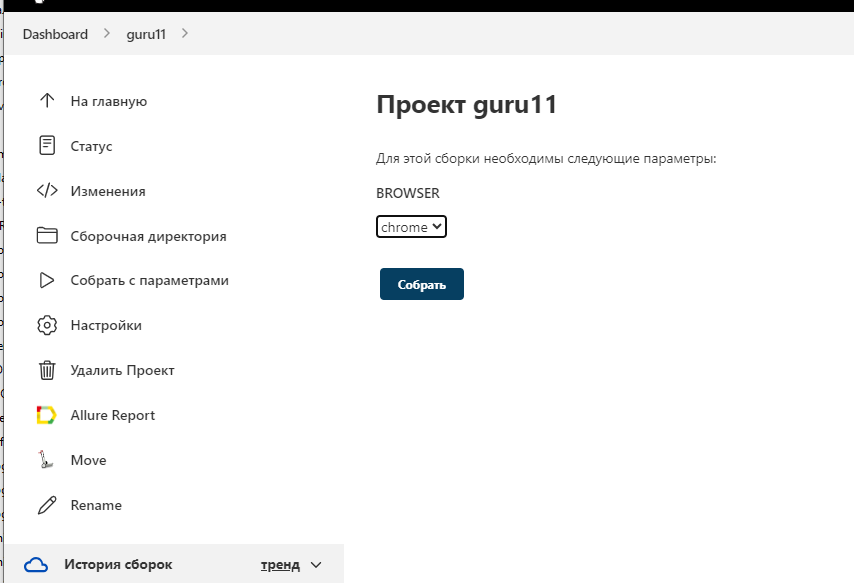 Dashboard
guru11
На главную
Статус
Изменения
Сборочная директория
Собрать с параметрами
Настройки
Удалить Проект
Allure Report
Move
Rename
История сборок
тренд
Проект guru11
Для этой сборки необходимы следующие параметры:
BROWSER
chrome
Собрать